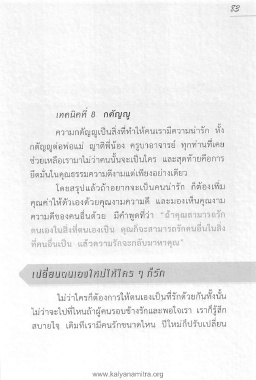 83
เทคนิคที่ 8 กตัญญู
ความกตัญญูเป็นสิ่งที่ทำให้คนเรามีความน่ารัก ทั้ง
กตัญญูต่อพ่อแม่ ญาติพี่น้อง ครูบาอาจารย์ ทุกท่านที่เคย
ช่วยเหลือเรามาไม่ว่าคนนั้นจะเป็นใคร และสุดท้ายคือการ
ยึดมั่นในคุณธรรมความดีงามแต่เพียงอย่างเดียว
โดยสรุปแล้วถ้าอยากจะเป็นคนน่ารัก ก็ต้องเพิ่ม
คุณค่าให้ตัวเองด้วยคุณงามความดี และมองเห็นคุณงาม
ความดีของคนอื่นด้วย มีคำพูดที่ว่า "ถ้าคุณสามารถรัก
ตนเองในสิ่งที่ตนเองเป็น คุณก็จะสามารถรักคนอื่นในสิ่ง
ที่คนอื่นเป็น แล้วความรักจะกลับมาหาคุณ"
เปลี่ยนตนเองใหม่ให้ใคร ๆ ก็รัก
ไม่ว่าใครก็ต้องการให้ตนเองเป็นที่รักด้วยกันทั้งนั้น
ไม่ว่าจะไปที่ไหนถ้าผู้คนรอบข้างรักและพอใจเรา เราก็รู้สึก
สบายใจ เดิมทีเรามีคนรักขนาดไหน ปีใหม่ก็ปรับเปลี่ยน
www.kalyanamitra.org